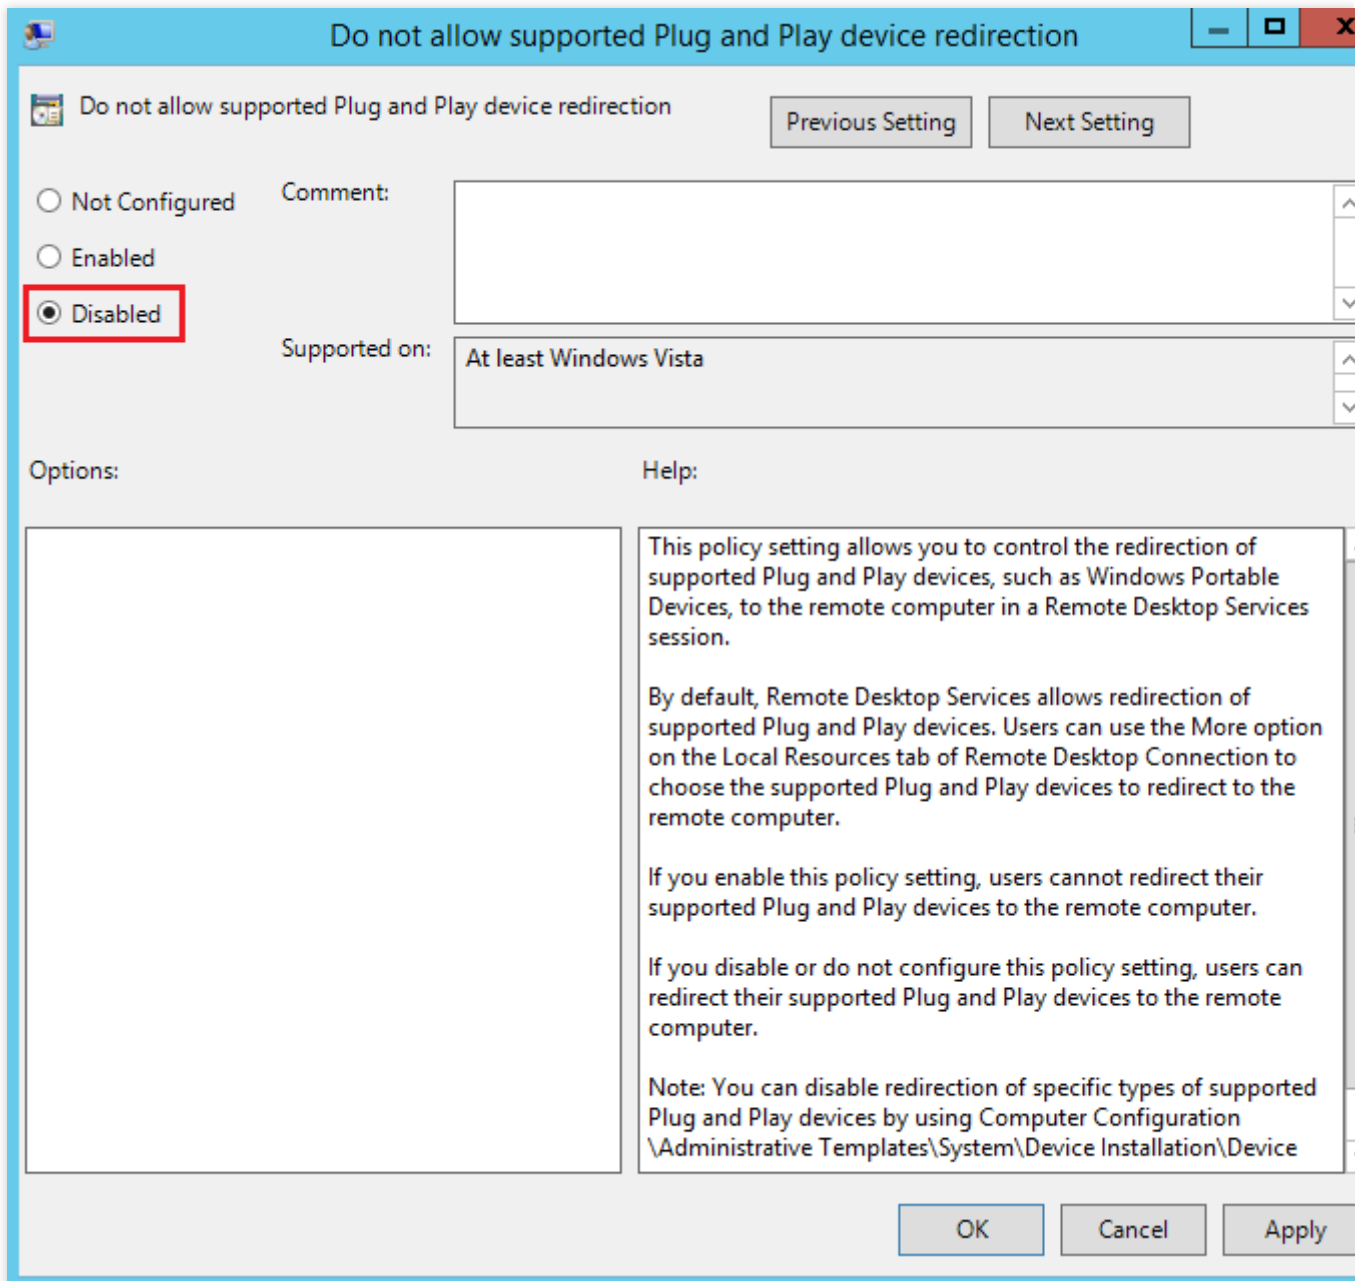 Do not allow supported Plug and Play device redirection
Do not allow supported Plug and Play device redirection
Previous Setting
Next Setting
Not Configured
Comment:
Enabled
Disabled
Supported on:
At least Windows Vista
Options:
Help:
This policy setting allows you to control the redirection of
supported Plug and Play devices, such as Windows Portable
Devices, to the remote computer in a Remote Desktop Services
session.
By default, Remote Desktop Services allows redirection of
supported Plug and Play devices. Users can use the More option
on the Local Resources tab of Remote Desktop Connection to
choose the supported Plug and Play devices to redirect to the
remote computer.
If you enable this policy setting, users cannot redirect their
supported Plug and Play devices to the remote computer.
If you disable or do not configure this policy setting, users can
redirect their supported Plug and Play devices to the remote
computer.
Note: You can disable redirection of specific types of supported
Plug and Play devices by using Computer Configuration
\Administrative Templates\System\Device Installation\Device
OK
Cancel
Apply